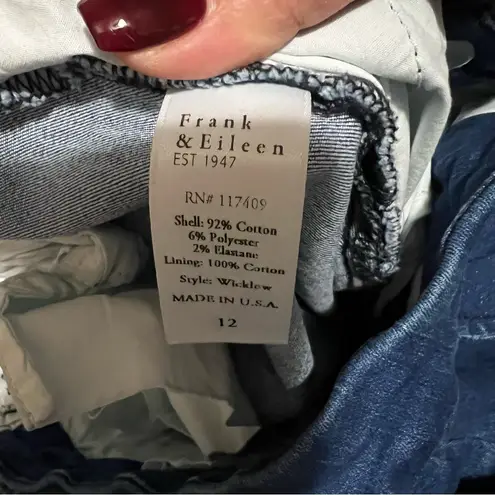 Frank
& Eileen
EST 1947
RN# 117409
Shell: 92% Cotton
6% Polyester
2% Elastane
Lining: 100% Cotton
Style: Wicklow
MADE IN U.S.A.
12